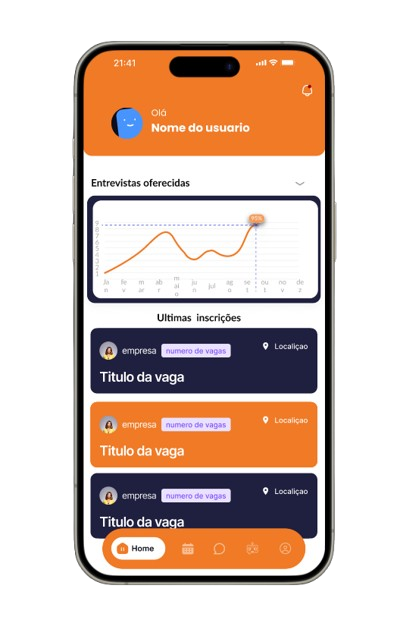 21:41
Olá
Nome do usuario
Entrevistas oferecidas
95%
Ja
n
fe
v
m
ar
ab
r
m
ai
o
ju
n
jul
ag
o
se
t
ou
t
no
v
de
z
Ultimas inscrições
empresa numero de vagas Localiçao
Titulo da vaga
empresa numero de vagas Localiçao
Titulo da vaga
empresa numero de vagas Localiçao
Titulo da vaga
Home